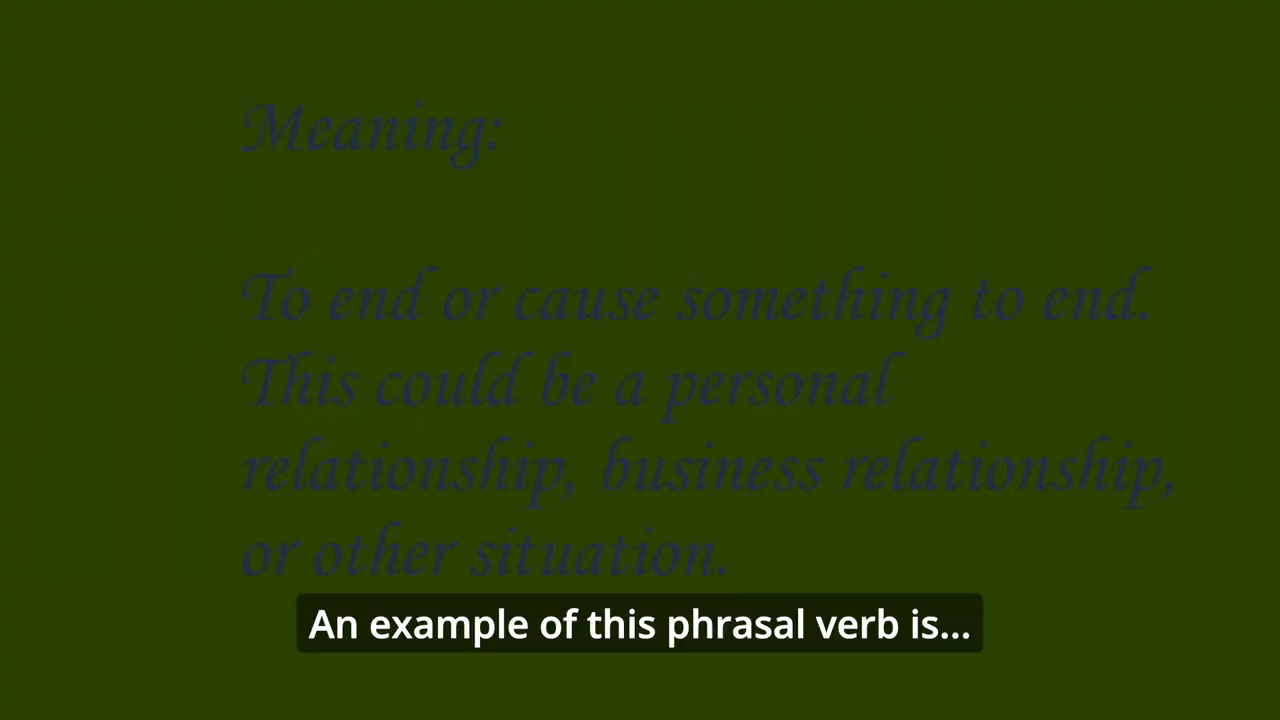 Meaning:
To end or cause something to end.
This could be a personal
relationship, business relationship,
or other situation.
An example of this phrasal verb is...